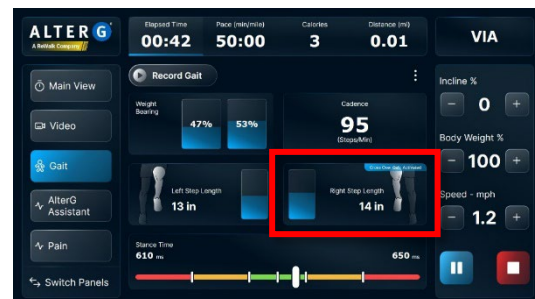 ALTER G
A ReWalk Company
Elapsed Time
00:42
Pace (min/mile)
50:00
Calories
3
Distance (mi)
0.01
VIA
Main View
Video
Gait
AlterG
Assistant
Pain
Switch Panels
Record Gait
Weight
Bearing
47%
53%
Cadence
95
(Steps/Min)
Left Step Length
13 in
Right Step Length
14 in
Stance Time
610 ms
650 ms
Incline %
- 0 +
Body Weight %
- 100 +
Speed - mph
- 1.2 +